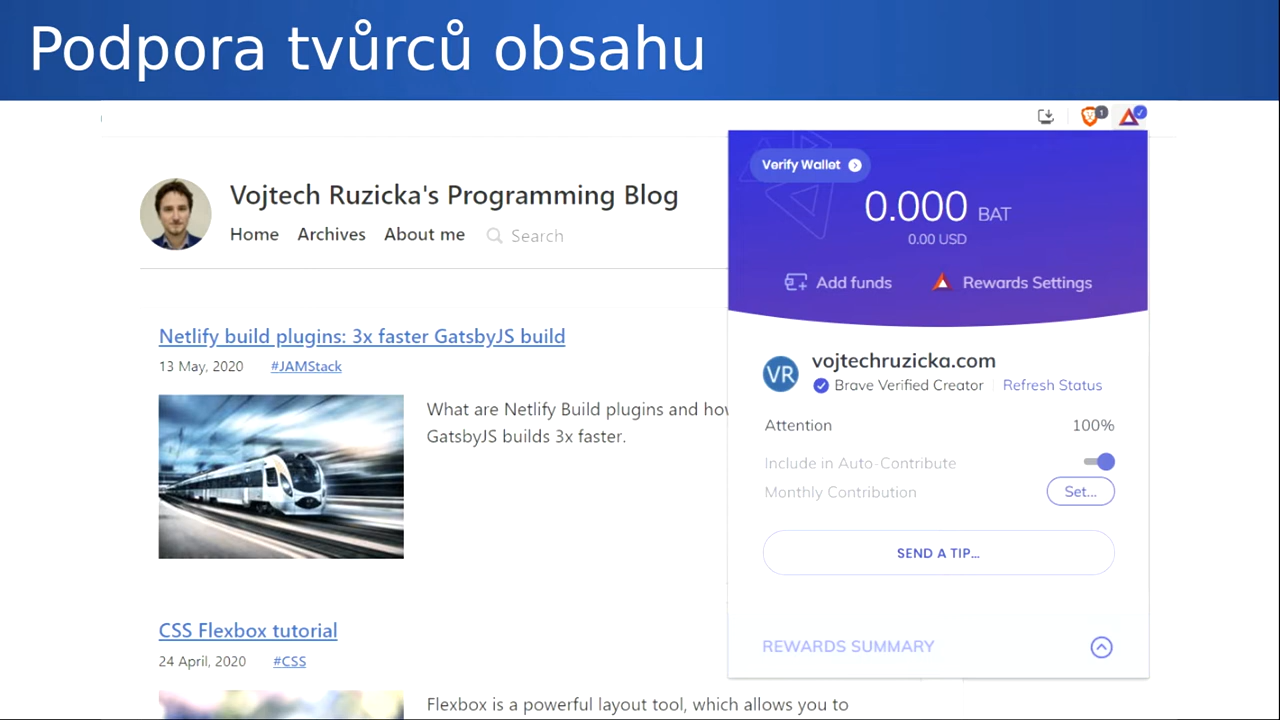 Podpora tvůrců obsahu
1
Vojtech Ruzicka's Programming Blog
Home Archives About me Search
Netlify build plugins: 3x faster GatsbyJS build
13 May, 2020 #JAMStack
What are Netlify Build plugins and how
GatsbyJS builds 3x faster.
CSS Flexbox tutorial
24 April, 2020 #CSS
Flexbox is a powerful layout tool, which allows you to
Verify Wallet
0.000 BAT
0.00 USD
Add funds Rewards Settings
VR
vojtechruzicka.com
Brave Verified Creator Refresh Status
Attention 100%
Include in Auto-Contribute
Monthly Contribution Set...
SEND A TIP...
REWARDS SUMMARY